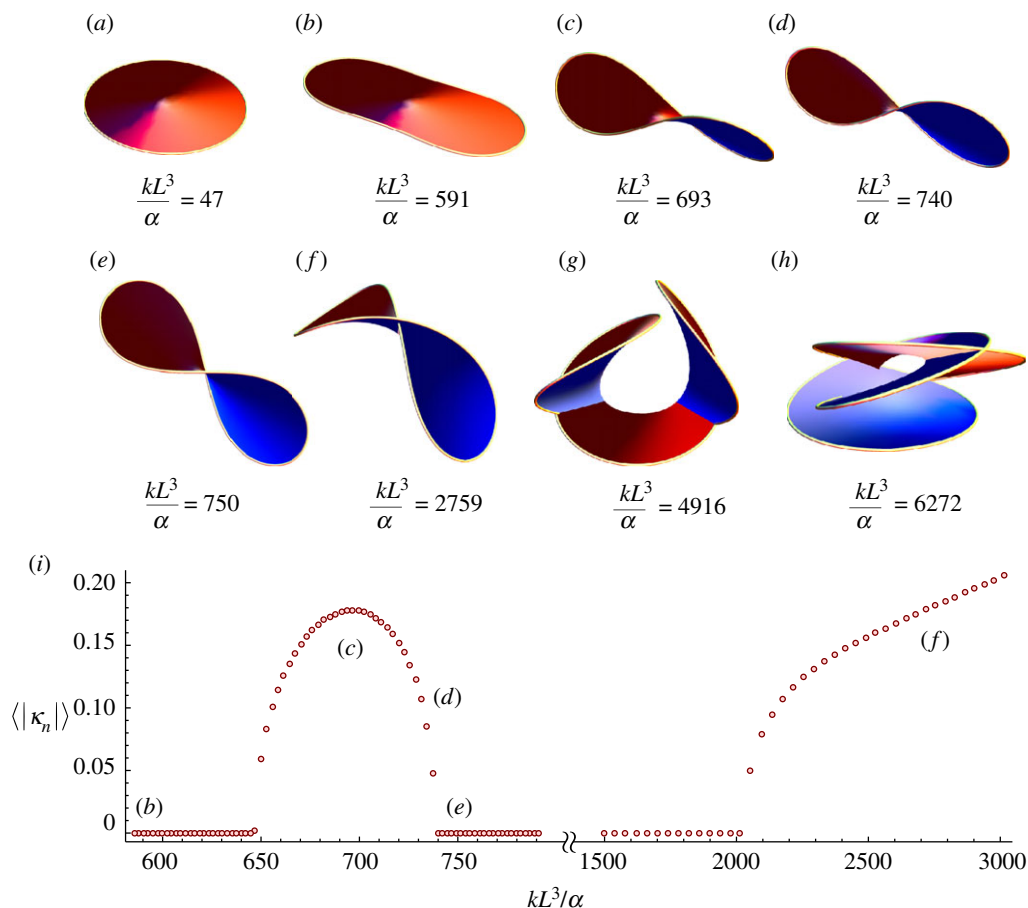 (a) (b) (c) (d)
kL³/α = 47 kL³/α = 591 kL³/α = 693 kL³/α = 740
(e) (f) (g) (h)
kL³/α = 750 kL³/α = 2759 kL³/α = 4916 kL³/α = 6272
(i)
0.20
0.15
(c) (f)
0.10 (d)
⟨|κₙ|⟩
0.05
(b) (e)
0
600 650 700 750 1500 2000 2500 3000
kL³/α